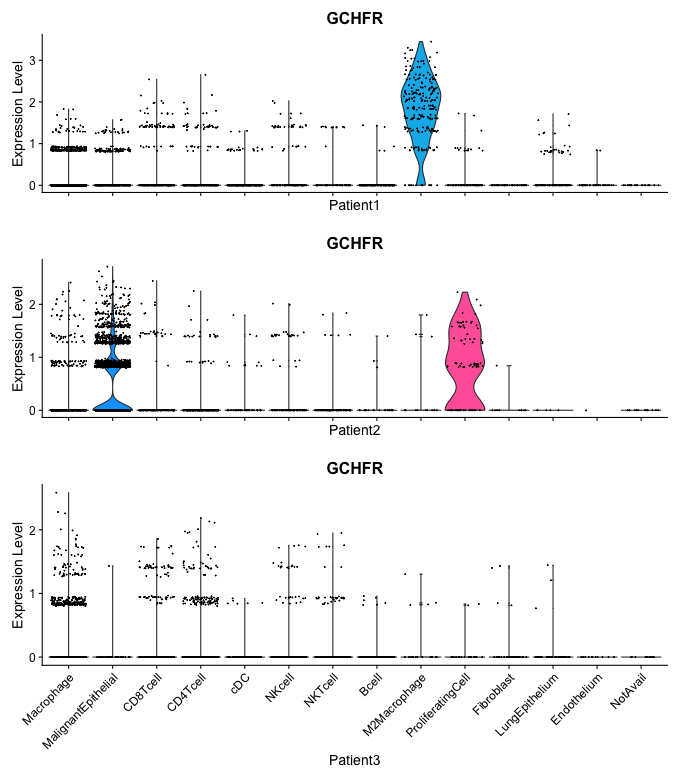 GCHFR
Expression Level
3
2
1
0
Patient1
GCHFR
Expression Level
2
1
0
Patient2
GCHFR
Expression Level
2
1
0
Macrophage
MalignantEpithelial
CD8Tcell
CD4Tcell
cDC
NKcell
NKTcell
Bcell
M2Macrophage
ProliferatingCell
Fibroblast
LungEpithelium
Endothelium
NotAvail
Patient3